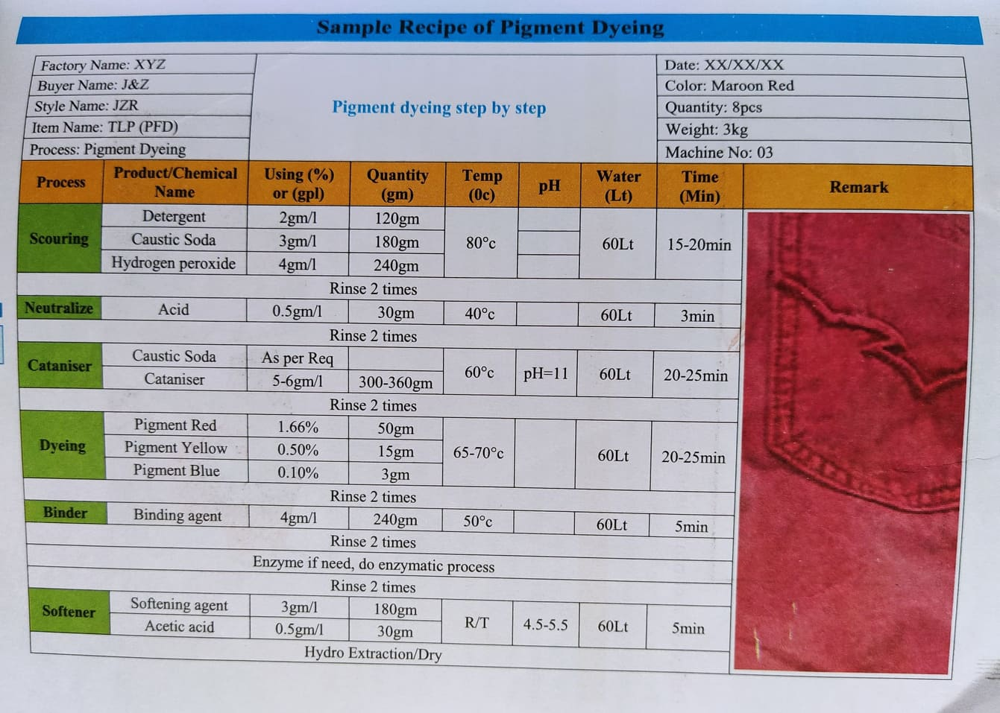 Sample Recipe of Pigment Dyeing
Factory Name: XYZ
Buyer Name: J&Z
Style Name: JZR
Item Name: TLP (PFD)
Process: Pigment Dyeing
Pigment dyeing step by step
Date: XX/XX/XX
Color: Maroon Red
Quantity: 8pcs
Weight: 3kg
Machine No: 03
Process Product/Chemical Name Using (%) or (gpl) Quantity (gm) Temp (0c) pH Water (Lt) Time (Min) Remark
Scouring
Detergent 2gm/l 120gm
Caustic Soda 3gm/l 180gm 80°c 60Lt 15-20min
Hydrogen peroxide 4gm/l 240gm
Rinse 2 times
Neutralize Acid 0.5gm/l 30gm 40°c 60Lt 3min
Rinse 2 times
Cataniser
Caustic Soda As per Req
60°c pH=11 60Lt 20-25min
Cataniser 5-6gm/l 300-360gm
Rinse 2 times
Dyeing
Pigment Red 1.66% 50gm
Pigment Yellow 0.50% 15gm 65-70°c 60Lt 20-25min
Pigment Blue 0.10% 3gm
Rinse 2 times
Binder Binding agent 4gm/l 240gm 50°c 60Lt 5min
Rinse 2 times
Enzyme if need, do enzymatic process
Rinse 2 times
Softener
Softening agent 3gm/l 180gm
R/T 4.5-5.5 60Lt 5min
Acetic acid 0.5gm/l 30gm
Hydro Extraction/Dry